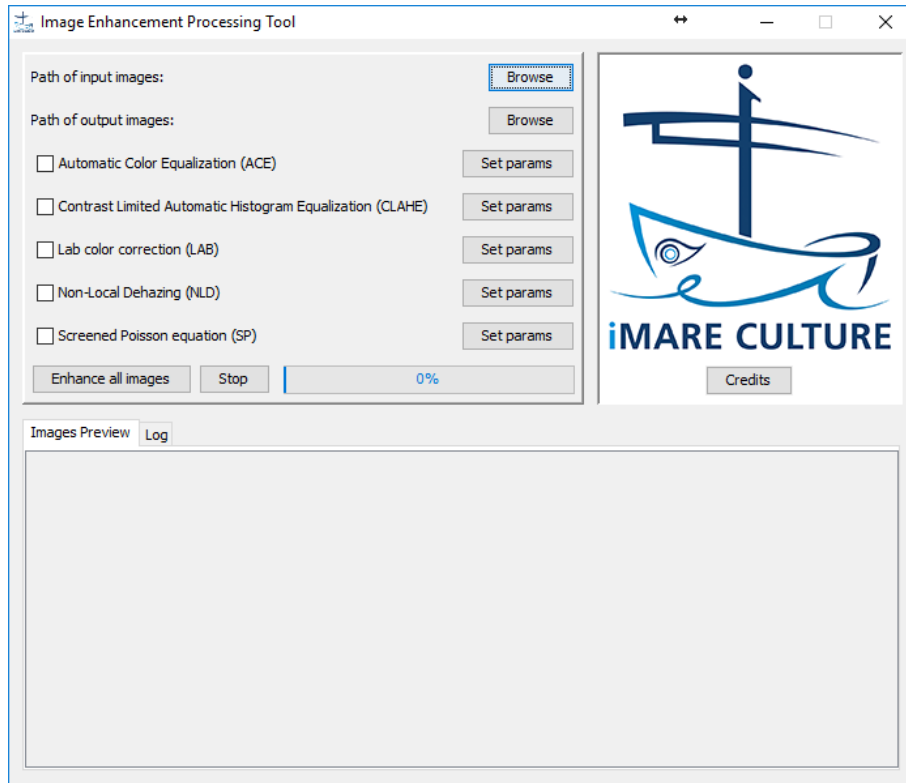 Image Enhancement Processing Tool
Path of input images:
Browse
Path of output images:
Browse
Automatic Color Equalization (ACE)
Set params
Contrast Limited Automatic Histogram Equalization (CLAHE)
Set params
Lab color correction (LAB)
Set params
Non-Local Dehazing (NLD)
Set params
Screened Poisson equation (SP)
Set params
Enhance all images
Stop
0%
iMARE CULTURE
Credits
Images Preview
Log